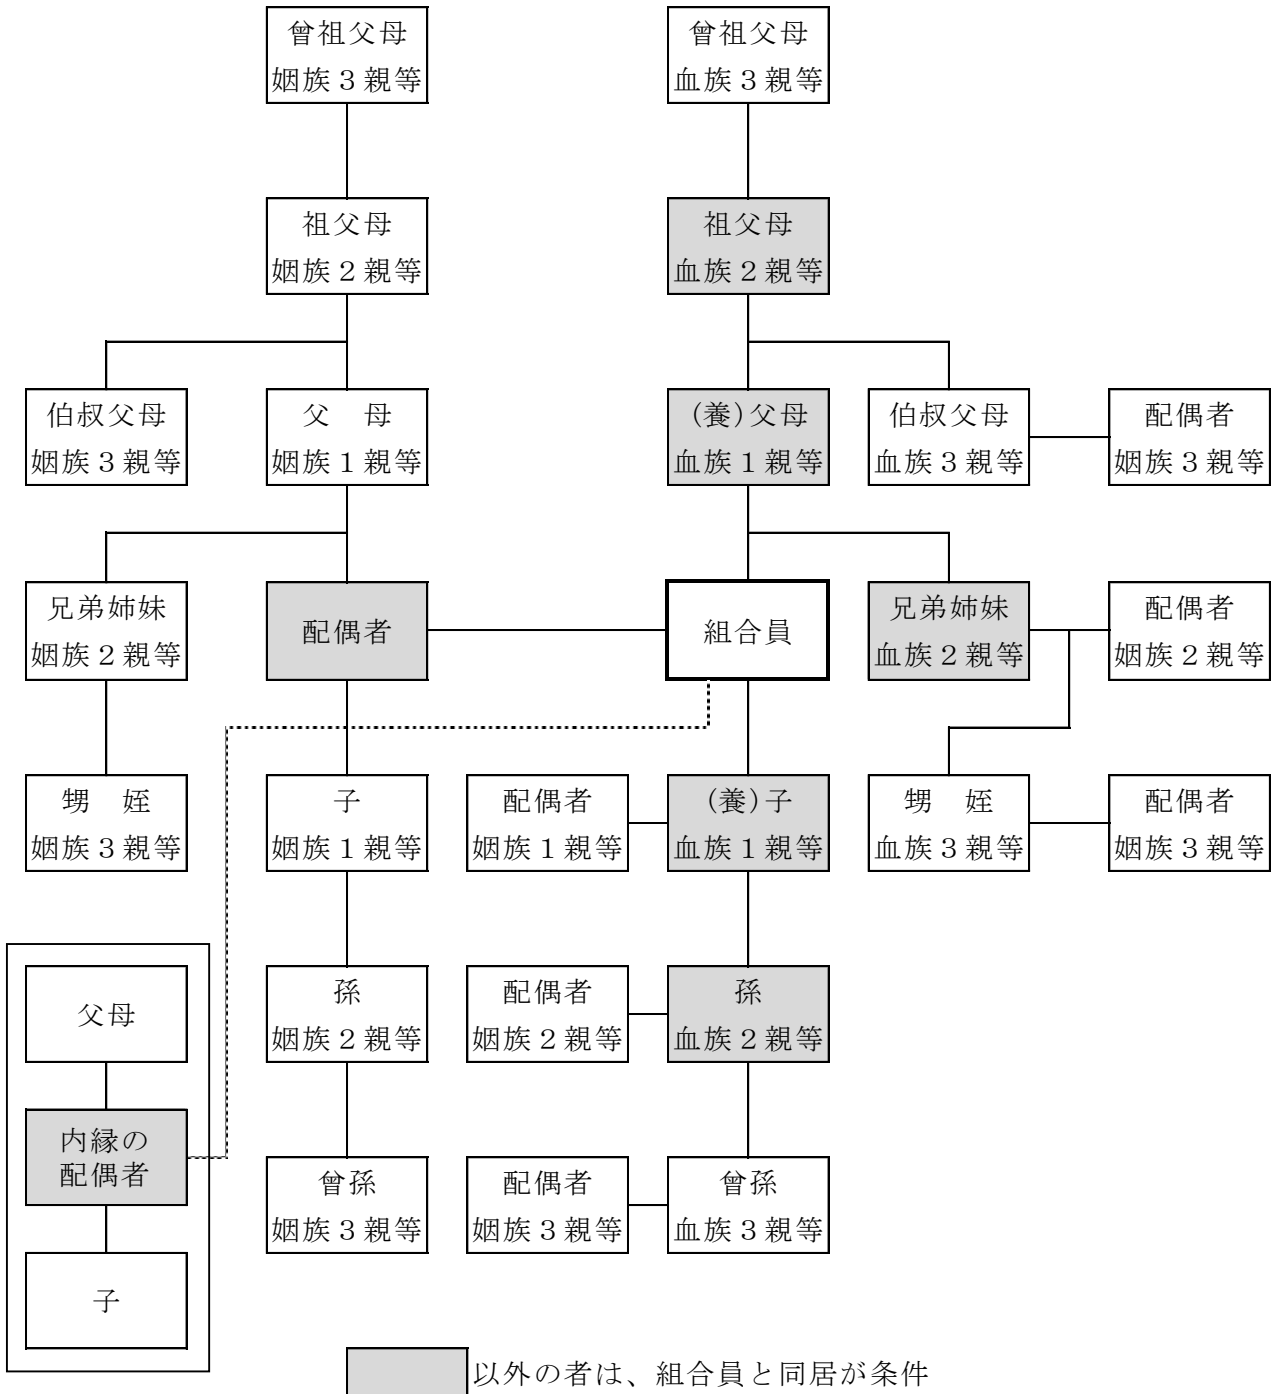 曾祖父母
姻族３親等
曾祖父母
血族３親等
祖父母
姻族２親等
祖父母
血族２親等
伯叔父母
姻族３親等
父　母
姻族１親等
(養)父母
血族１親等
伯叔父母
血族３親等
配偶者
姻族３親等
兄弟姉妹
姻族２親等
配偶者
組合員
兄弟姉妹
血族２親等
配偶者
姻族２親等
甥　姪
姻族３親等
子
姻族１親等
配偶者
姻族１親等
(養)子
血族１親等
甥　姪
血族３親等
配偶者
姻族３親等
父母
孫
姻族２親等
配偶者
姻族２親等
孫
血族２親等
内縁の
配偶者
曾孫
姻族３親等
配偶者
姻族３親等
曾孫
血族３親等
子
以外の者は、組合員と同居が条件